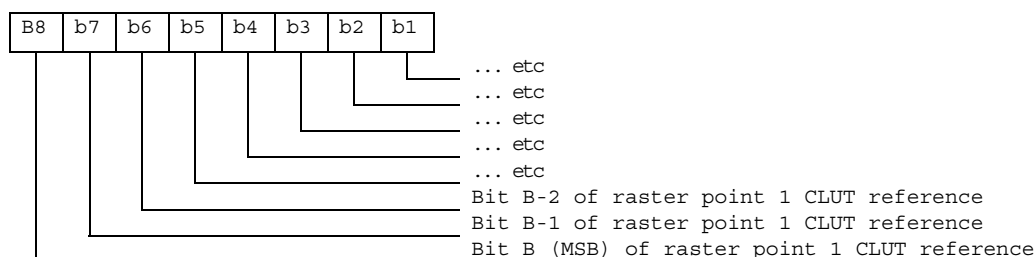 B8 b7 b6 b5 b4 b3 b2 b1
... etc
... etc
... etc
... etc
... etc
Bit B-2 of raster point 1 CLUT reference
Bit B-1 of raster point 1 CLUT reference
Bit B (MSB) of raster point 1 CLUT reference